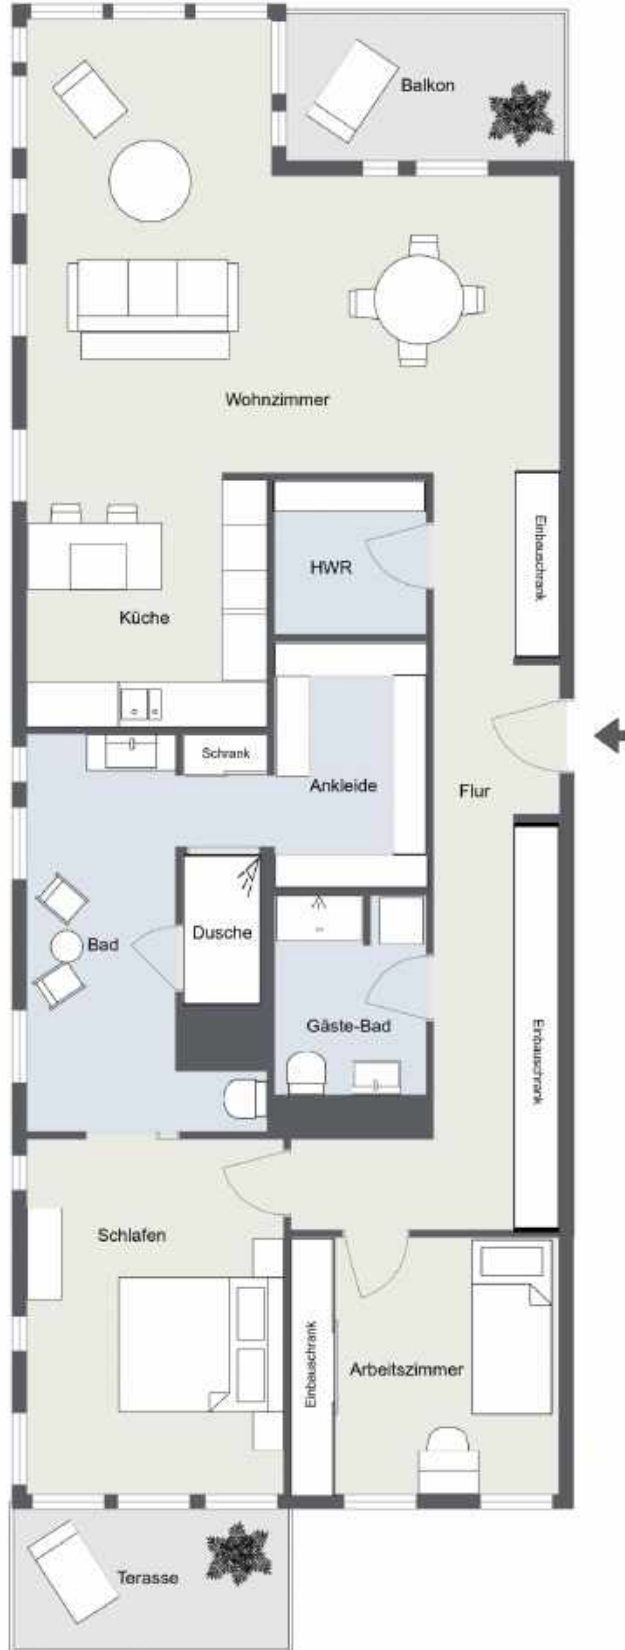 Balkon
Wohnzimmer
Einbauschrank
HWR
Küche
Schrank
Ankleide
Flur
Dusche
Bad
Gäste-Bad
Einbauschrank
Schlafen
Einbauschrank
Arbeitszimmer
Terasse